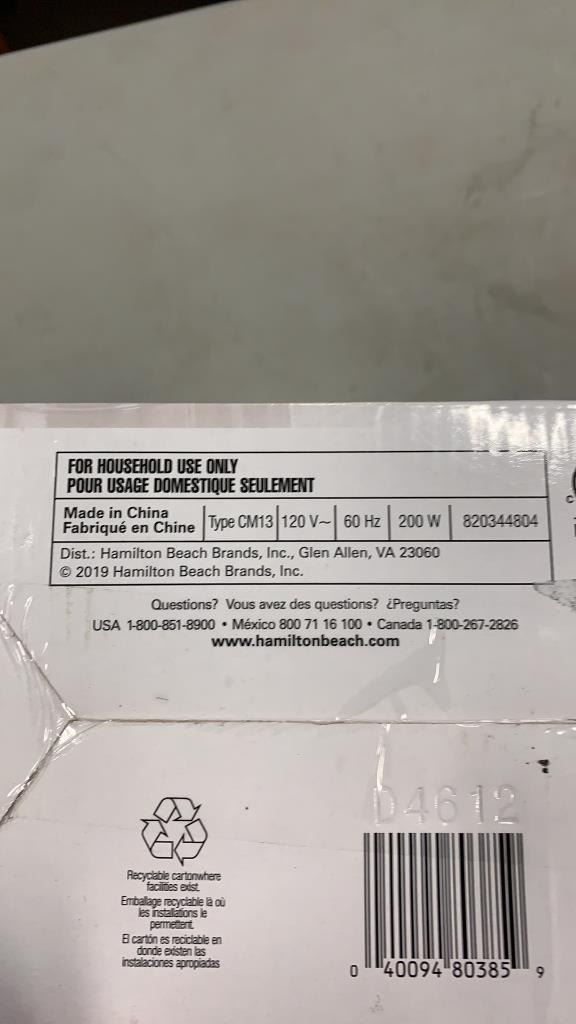 FOR HOUSEHOLD USE ONLY
POUR USAGE DOMESTIQUE SEULEMENT
Made in China
Fabriqué en Chine
Type CM13
120 V~
60 Hz
200 W
820344804
Dist.: Hamilton Beach Brands, Inc., Glen Allen, VA 23060
© 2019 Hamilton Beach Brands, Inc.
Questions? Vous avez des questions? ¿Preguntas?
USA 1-800-851-8900 • México 800 71 16 100 • Canada 1-800-267-2826
www.hamiltonbeach.com
D4612
Recyclable cartonwhere
facilities exist.
Emballage recyclable là où
les installations le
permettent.
El cartón es reciclable en
donde existen las
instalaciones apropiadas
0 40094 80385 9